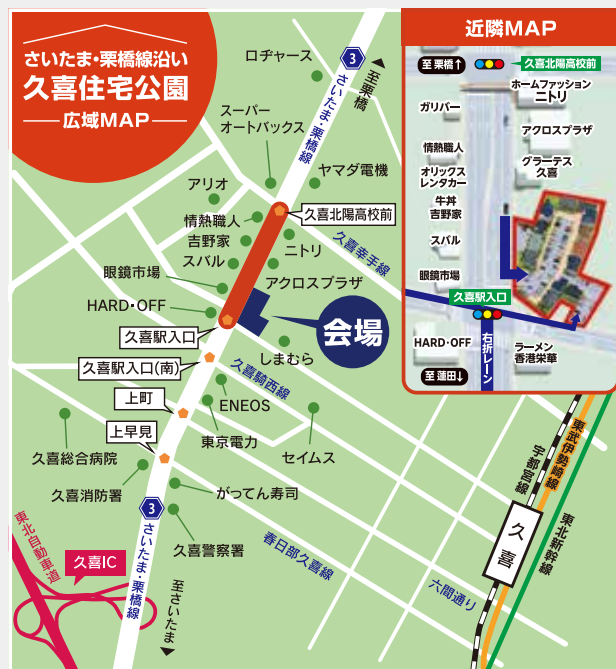 さいたま・栗橋線沿い
久喜住宅公園
広域MAP
近隣MAP
至 栗橋↑
久喜北陽高校前
ホームファッション
ニトリ
ガリバー
アクロスプラザ
情熱職人
グラーテス
久喜
オリックス
レンタカー
牛丼
吉野家
スバル
眼鏡市場
久喜駅入口
HARD・OFF
右折レーン
ラーメン
香港栄華
至 蓮田↓
ロヂャース
3
さいたま・栗橋線
至栗橋
スーパー
オートバックス
ヤマダ電機
アリオ
久喜北陽高校前
情熱職人
吉野家
スバル
ニトリ
久喜幸手線
眼鏡市場
アクロスプラザ
HARD・OFF
会場
久喜駅入口
しまむら
久喜駅入口(南)
久喜騎西線
上町
ENEOS
上早見
東京電力
セイムス
久喜総合病院
久喜消防署
がってん寿司
3
さいたま・栗橋線
久喜警察署
春日部久喜線
六間通り
東北自動車道
久喜IC
至さいたま
宇都宮線
東武伊勢崎線
久喜
東北新幹線